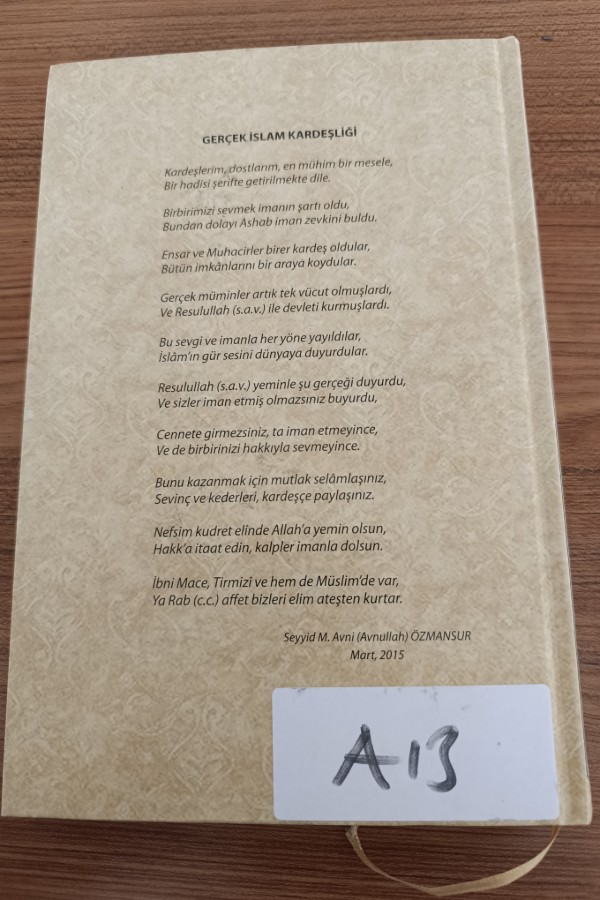 GERÇEK İSLAM KARDEŞLİĞİ
Kardeşlerim, dostlarım, en mühim bir mesele,
Bir hadisi şerifte getirilmekte dile.
Birbirimizi sevmek imanın şartı oldu,
Bundan dolayı Ashab iman zevkini buldu.
Ensar ve Muhacirler birer kardeş oldular,
Bütün imkânlarını bir araya koydular.
Gerçek müminler artık tek vücut olmuşlardı,
Ve Resulullah (s.a.v.) ile devleti kurmuşlardı.
Bu sevgi ve imanla her yöne yayıldılar,
İslâm'ın gür sesini dünyaya duyurdular.
Resulullah (s.a.v.) yeminle şu gerçeği duyurdu,
Ve sizler iman etmiş olmazsınız buyurdu,
Cennete girmezsiniz, ta iman etmeyince,
Ve de birbirinizi hakkıyla sevmeyince.
Bunu kazanmak için mutlak selâmlaşınız,
Sevinç ve kederleri, kardeşçe paylaşınız.
Nefsim kudret elinde Allah'a yemin olsun,
Hakk'a itaat edin, kalpler imanla dolsun.
İbni Mace, Tirmizî ve hem de Müslim'de var,
Ya Rab (c.c.) affet bizleri elim ateşten kurtar.
Seyyid M. Avni (Avnullah) ÖZMANSUR
Mart, 2015
A13